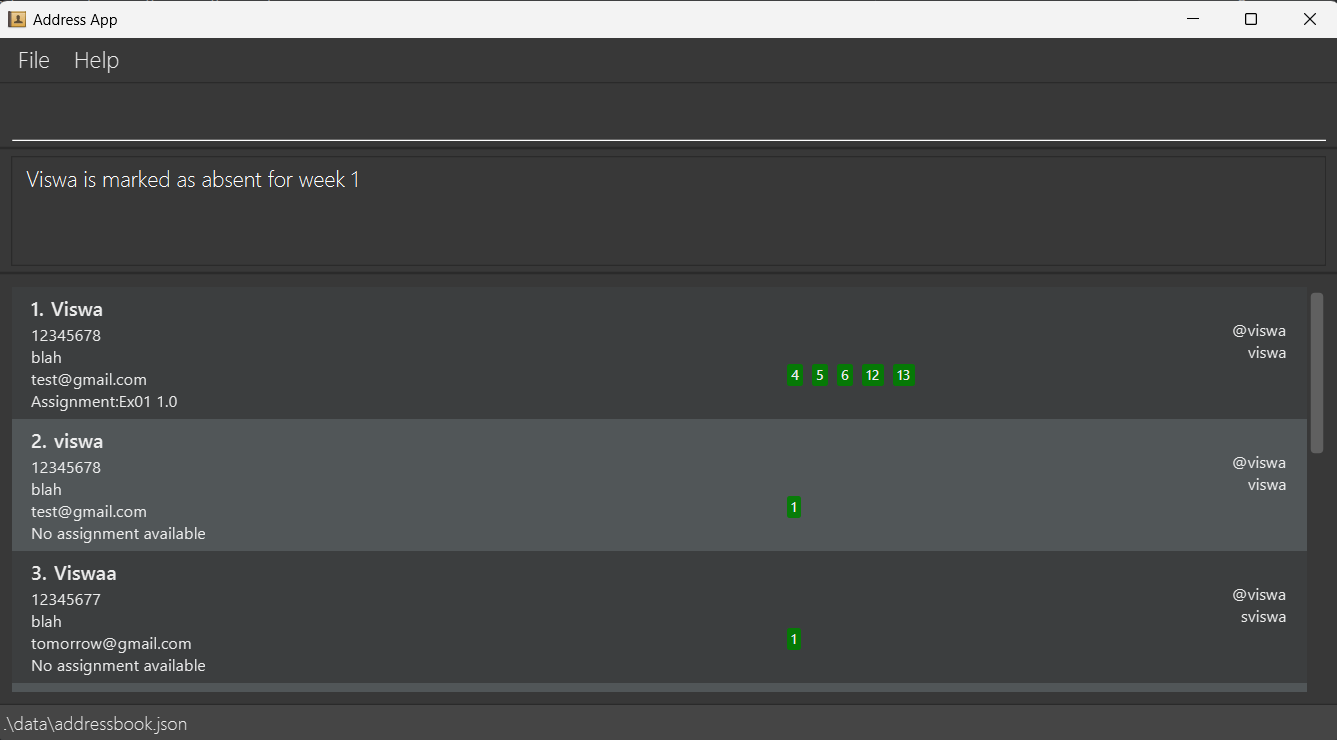 Address App
File Help
Viswa is marked as absent for week 1
1. Viswa
12345678
@viswa
blah
viswa
test@gmail.com
4 5 6 12 13
Assignment:Ex01 1.0
2. viswa
12345678
@viswa
blah
viswa
test@gmail.com
1
No assignment available
3. Viswaa
12345677
@viswa
blah
sviswa
tomorrow@gmail.com
1
No assignment available
.\data\addressbook.json